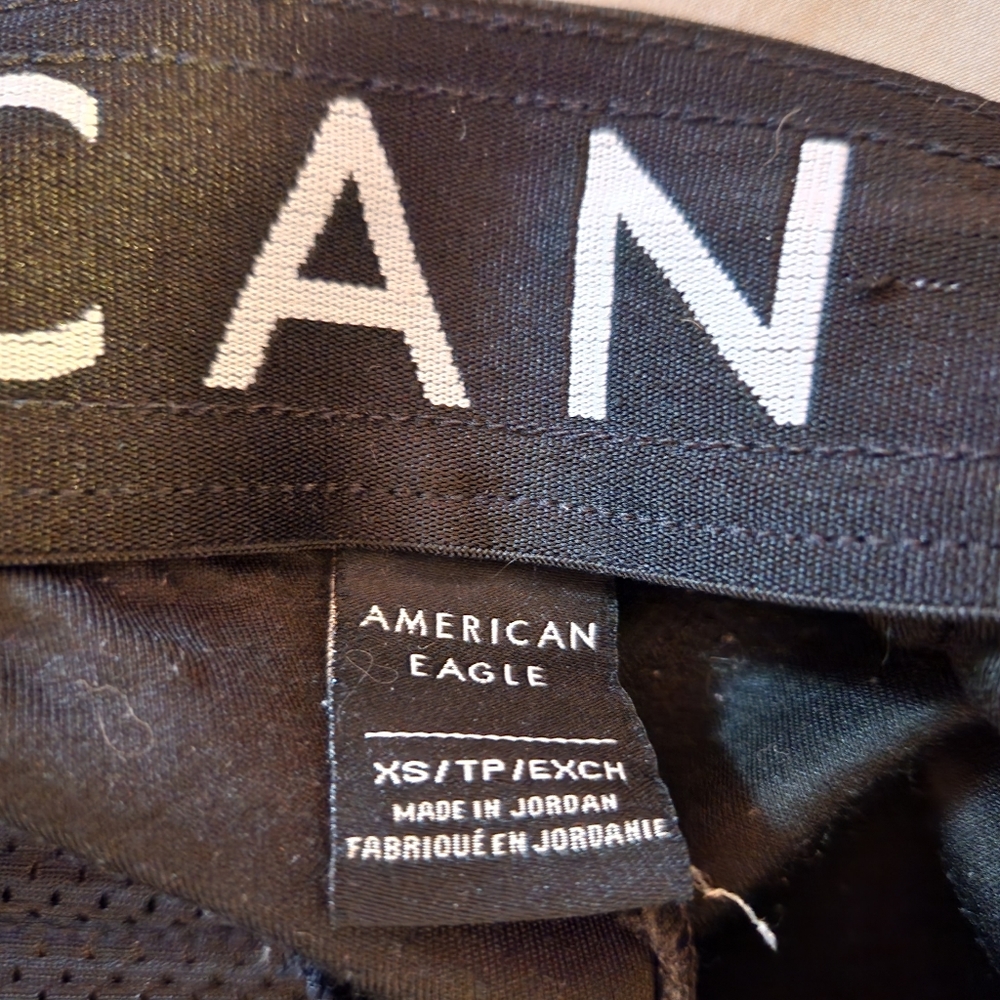 CAN
AMERICAN
EAGLE
XS/TP/EXCH
MADE IN JORDAN
FABRIQUÉ EN JORDANIE